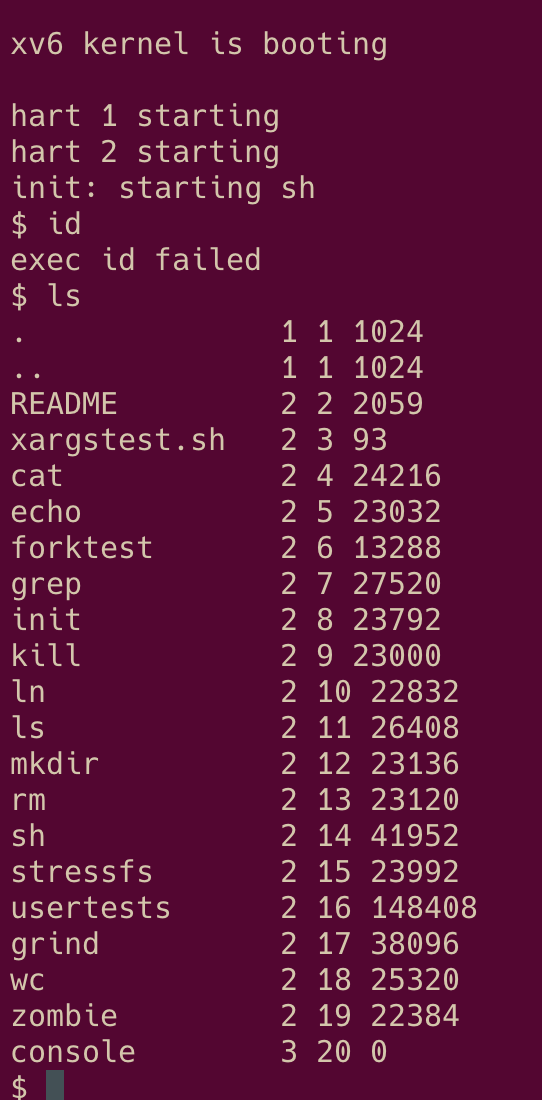 xv6 kernel is booting

hart 1 starting
hart 2 starting
init: starting sh
$ id
exec id failed
$ ls
.              1 1 1024
..             1 1 1024
README         2 2 2059
xargstest.sh   2 3 93
cat            2 4 24216
echo           2 5 23032
forktest       2 6 13288
grep           2 7 27520
init           2 8 23792
kill           2 9 23000
ln             2 10 22832
ls             2 11 26408
mkdir          2 12 23136
rm             2 13 23120
sh             2 14 41952
stressfs       2 15 23992
usertests      2 16 148408
grind          2 17 38096
wc             2 18 25320
zombie         2 19 22384
console        3 20 0
$